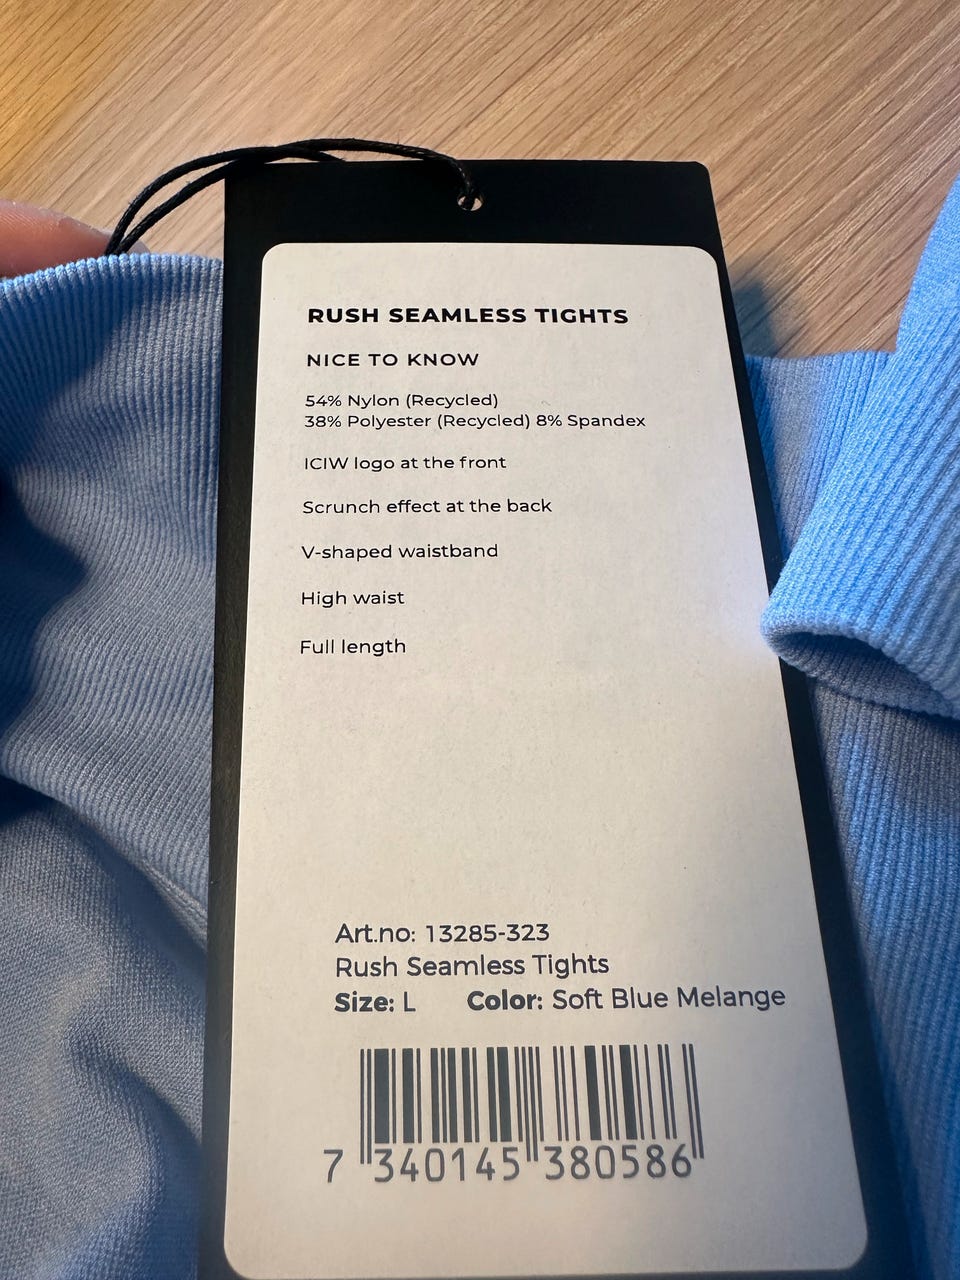 RUSH SEAMLESS TIGHTS
NICE TO KNOW
54% Nylon (Recycled)
38% Polyester (Recycled) 8% Spandex
ICIW logo at the front
Scrunch effect at the back
V-shaped waistband
High waist
Full length
Art.no: 13285-323
Rush Seamless Tights
Size: L Color: Soft Blue Melange
7 340145 380586